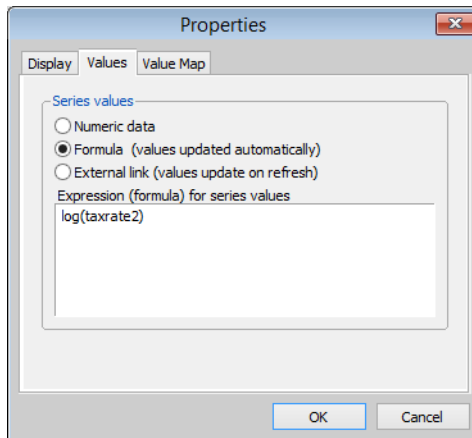 Properties
Display Values Value Map
Series values
Numeric data
Formula (values updated automatically)
External link (values update on refresh)
Expression (formula) for series values
log(taxrate2)
OK Cancel